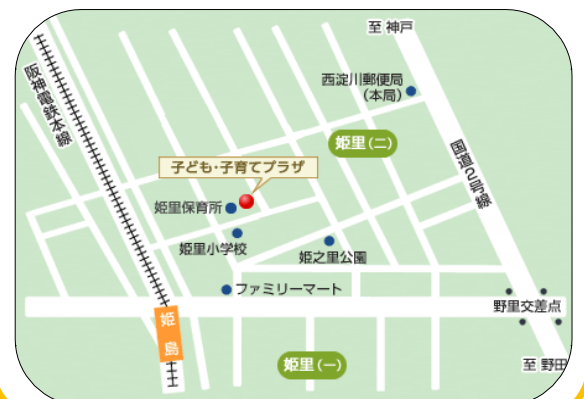 至 神戸
西淀川郵便局
（本局）
阪神電鉄本線
姫里（二）
国道2号線
子ども・子育てプラザ
姫里保育所
姫里小学校
姫之里公園
ファミリーマート
野里交差点
姫島
姫里（一）
至 野田